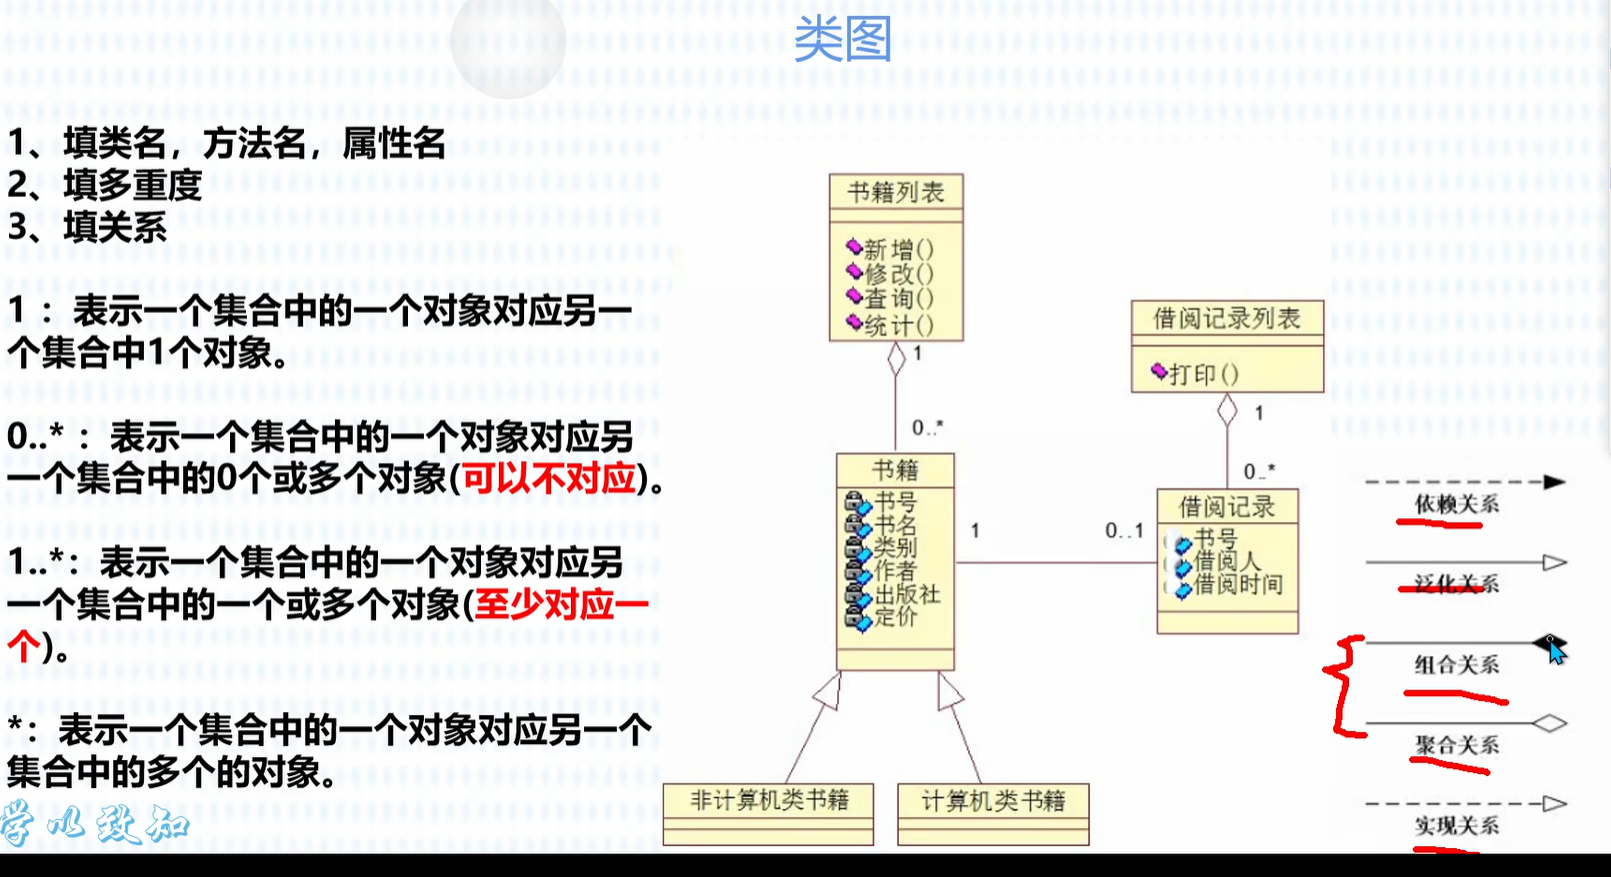 类图
1、填类名，方法名，属性名
2、填多重度
3、填关系
1：表示一个集合中的一个对象对应另一
个集合中1个对象。
0..*：表示一个集合中的一个对象对应另
一个集合中的0个或多个对象(可以不对应)。
1..*：表示一个集合中的一个对象对应另
一个集合中的一个或多个对象(至少对应一
个)。
*：表示一个集合中的一个对象对应另一个
集合中的多个的对象。
学以致知
书籍列表
新增()
修改()
查询()
统计()
1
0..*
书籍
书号
书名
类别
作者
出版社
定价
1
0..1
借阅记录列表
打印()
1
0..*
借阅记录
书号
借阅人
借阅时间
非计算机类书籍
计算机类书籍
依赖关系
泛化关系
组合关系
聚合关系
实现关系